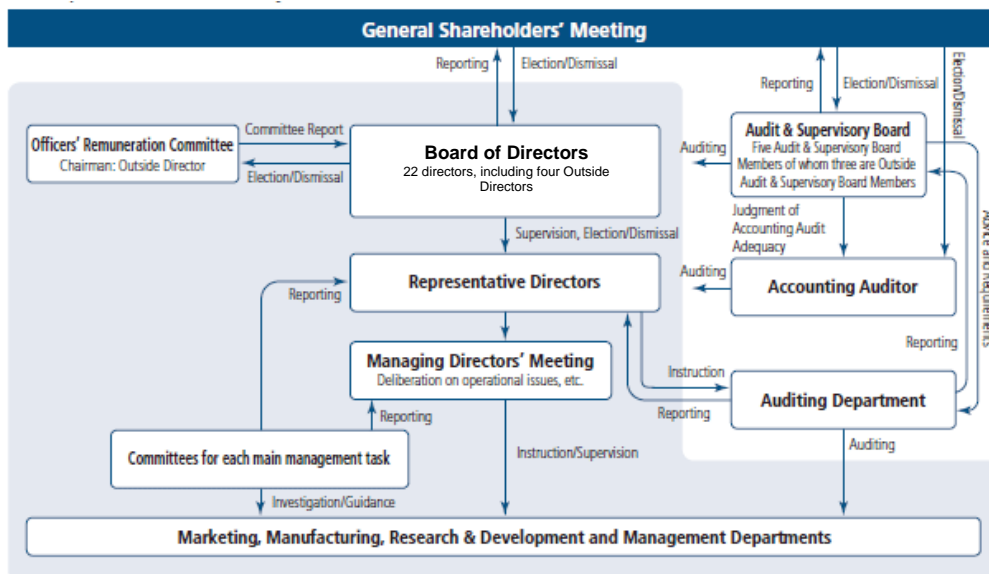 General Shareholders' Meeting
Reporting
Election/Dismissal
Reporting
Election/Dismissal
Election/Dismissal
Officers' Remuneration Committee
Chairman: Outside Director
Committee Report
Election/Dismissal
Board of Directors
22 directors, including four Outside
Directors
Auditing
Audit & Supervisory Board
Five Audit & Supervisory Board
Members of whom three are Outside
Audit & Supervisory Board Members
Supervision, Election/Dismissal
Judgment of
Accounting Audit
Adequacy
Advice and Requirements
Reporting
Representative Directors
Auditing
Accounting Auditor
Managing Directors' Meeting
Deliberation on operational issues, etc.
Instruction
Reporting
Reporting
Auditing Department
Reporting
Committees for each main management task
Instruction/Supervision
Auditing
Investigation/Guidance
Marketing, Manufacturing, Research & Development and Management Departments